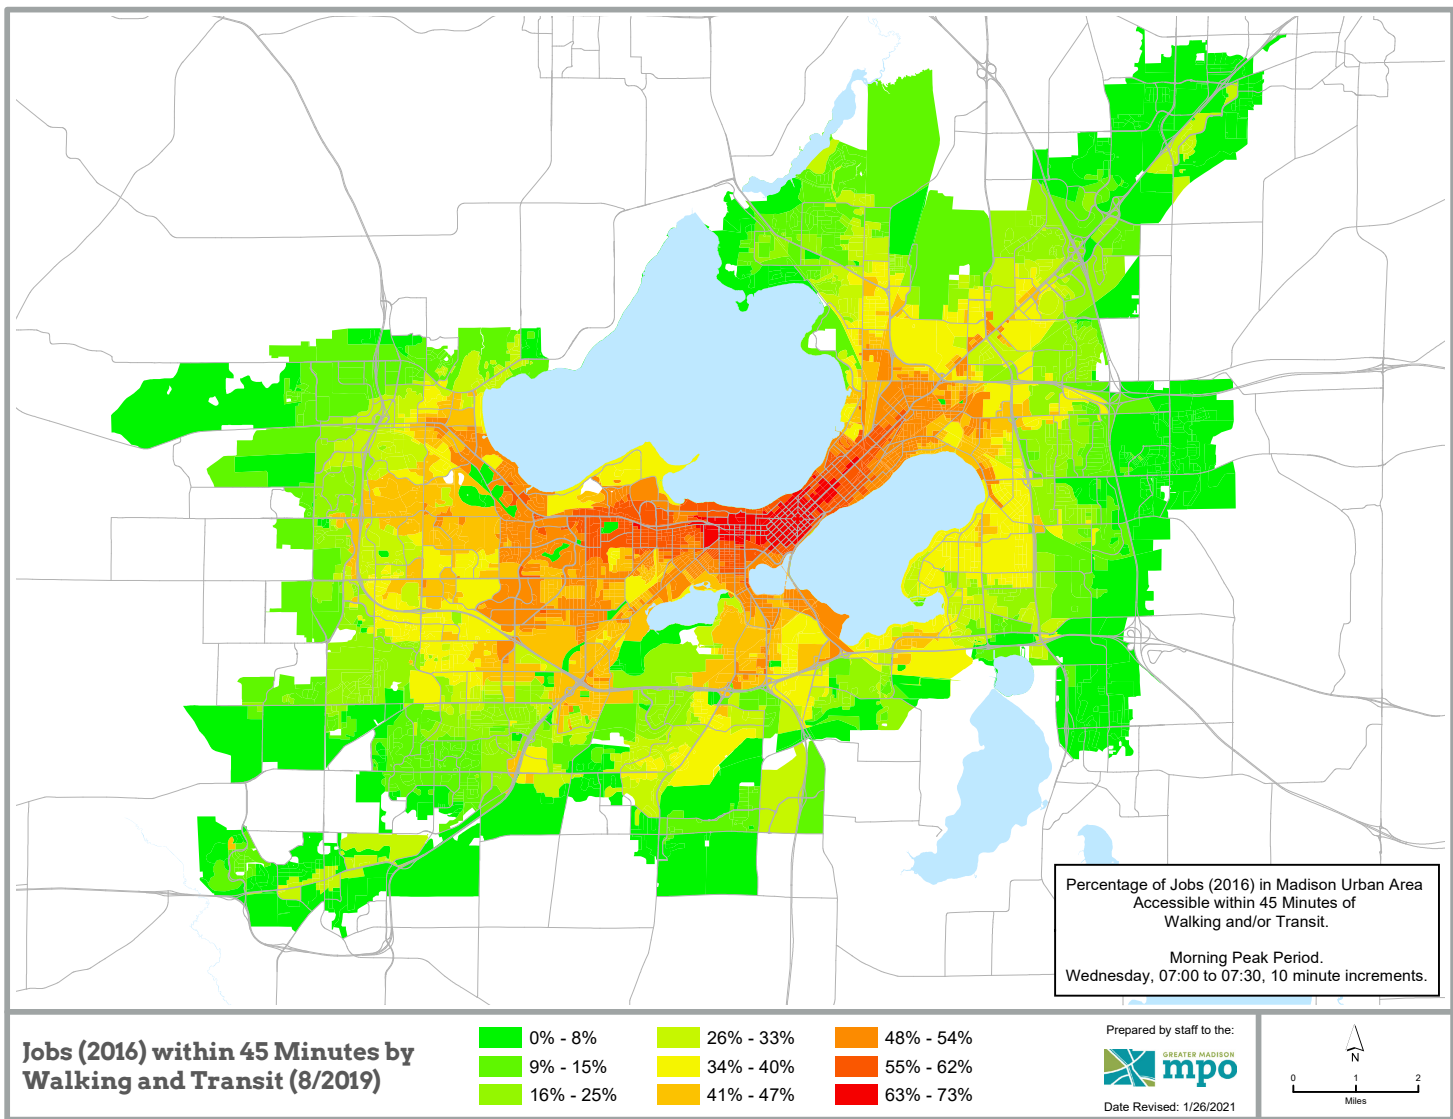 Percentage of Jobs (2016) in Madison Urban Area
Accessible within 45 Minutes of
Walking and/or Transit.
Morning Peak Period.
Wednesday, 07:00 to 07:30, 10 minute increments.
Jobs (2016) within 45 Minutes by
Walking and Transit (8/2019)
0% - 8%
9% - 15%
16% - 25%
26% - 33%
34% - 40%
41% - 47%
48% - 54%
55% - 62%
63% - 73%
Prepared by staff to the:
GREATER MADISON
mpo
Date Revised: 1/26/2021
N
0 1 2
Miles